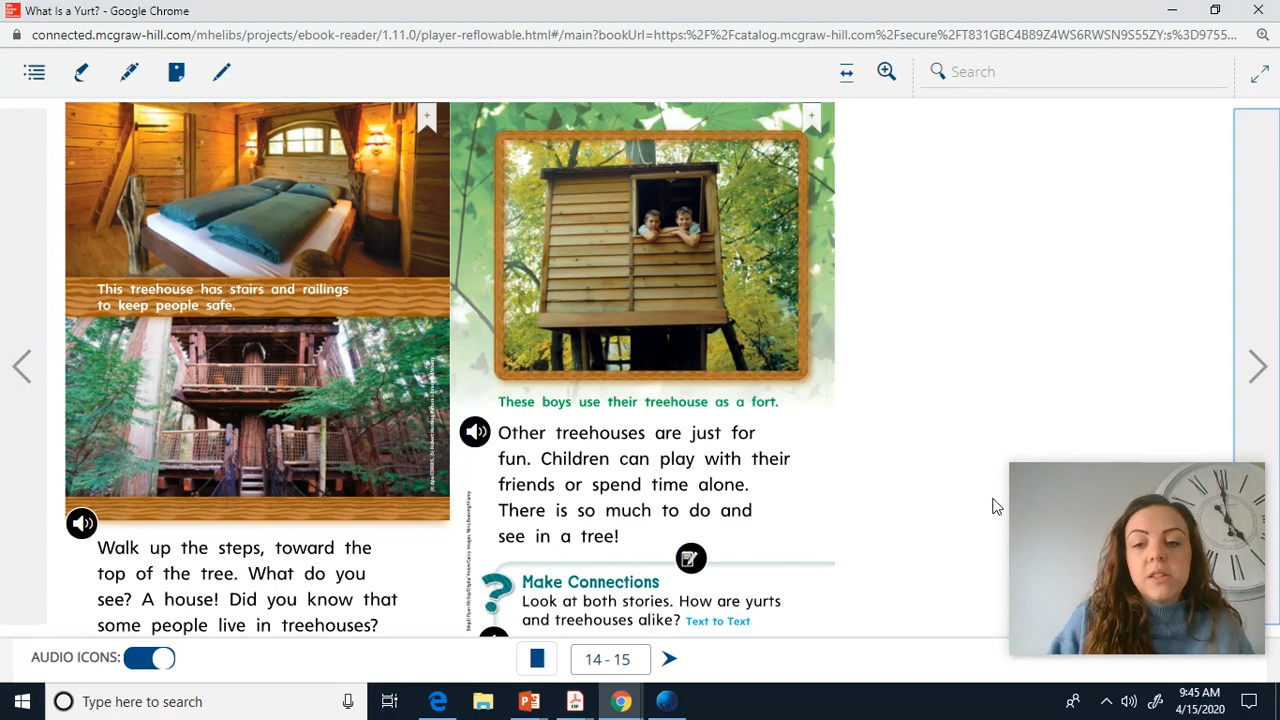 What Is a Yurt? - Google Chrome
connected.mcgraw-hill.com/mhelibs/projects/ebook-reader/1.11.0/player-reflowable.html#/main?bookUrl=https:%2F%2Fcatalog.mcgraw-hill.com%2Fsecure%2FT831GBC4B89Z4WS6RWSN9S55ZY;s%3D9755...
Search
This treehouse has stairs and railings
to keep people safe.
Walk up the steps, toward the
top of the tree. What do you
see? A house! Did you know that
some people live in treehouses?
These boys use their treehouse as a fort.
Other treehouses are just for
fun. Children can play with their
friends or spend time alone.
There is so much to do and
see in a tree!
Make Connections
Look at both stories. How are yurts
and treehouses alike? Text to Text
AUDIO ICONS:
14 - 15
Type here to search
9:45 AM
4/15/2020